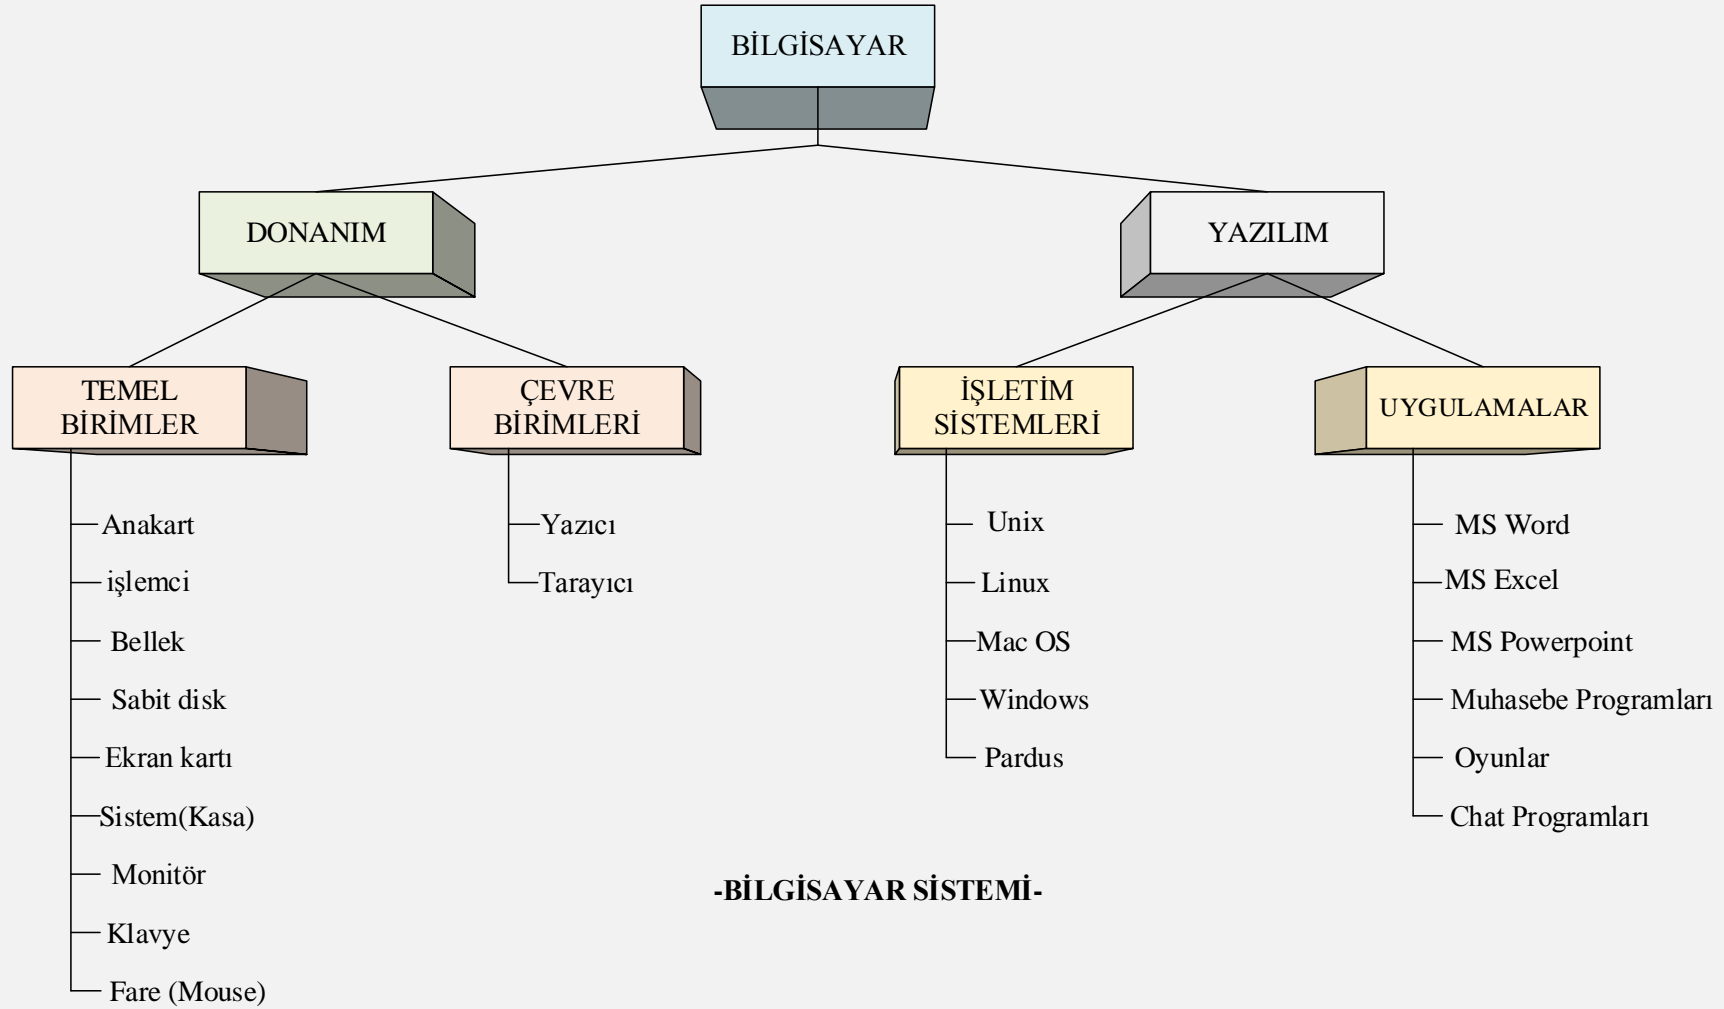 BİLGİSAYAR
DONANIM
YAZILIM
TEMEL
BİRİMLER
ÇEVRE
BİRİMLERİ
İŞLETİM
SİSTEMLERİ
UYGULAMALAR
Anakart
işlemci
Bellek
Sabit disk
Ekran kartı
Sistem(Kasa)
Monitör
Klavye
Fare (Mouse)
Yazıcı
Tarayıcı
Unix
Linux
Mac OS
Windows
Pardus
MS Word
MS Excel
MS Powerpoint
Muhasebe Programları
Oyunlar
Chat Programları
-BİLGİSAYAR SİSTEMİ-